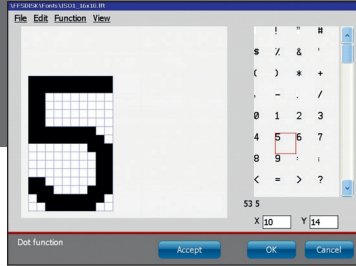 \FFSDISK\Fonts\ISO1_16x10.lft
File Edit Function View
! " #
$ % & '
( ) * +
, - . /
0 1 2 3
4 5 6 7
8 9 : ;
< = > ?
53 5
X 10 Y 14
Dot function
Accept OK Cancel